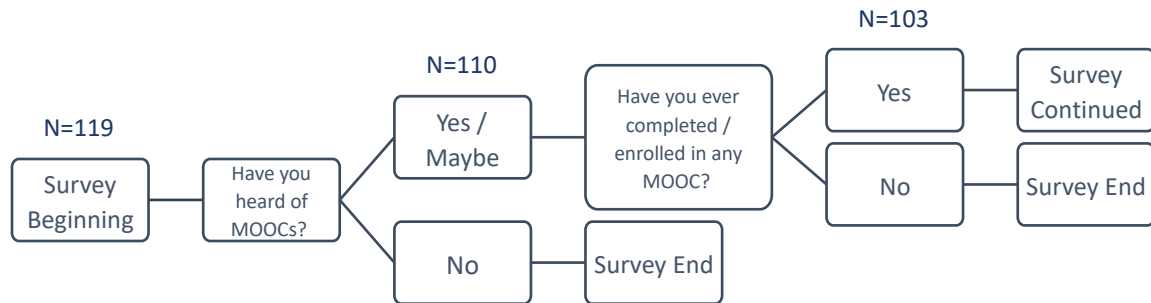 N=119
Survey
Beginning
Have you
heard of
MOOCs?
N=110
Yes /
Maybe
No
Survey End
Have you ever
completed /
enrolled in any
MOOC?
N=103
Yes
Survey
Continued
No
Survey End